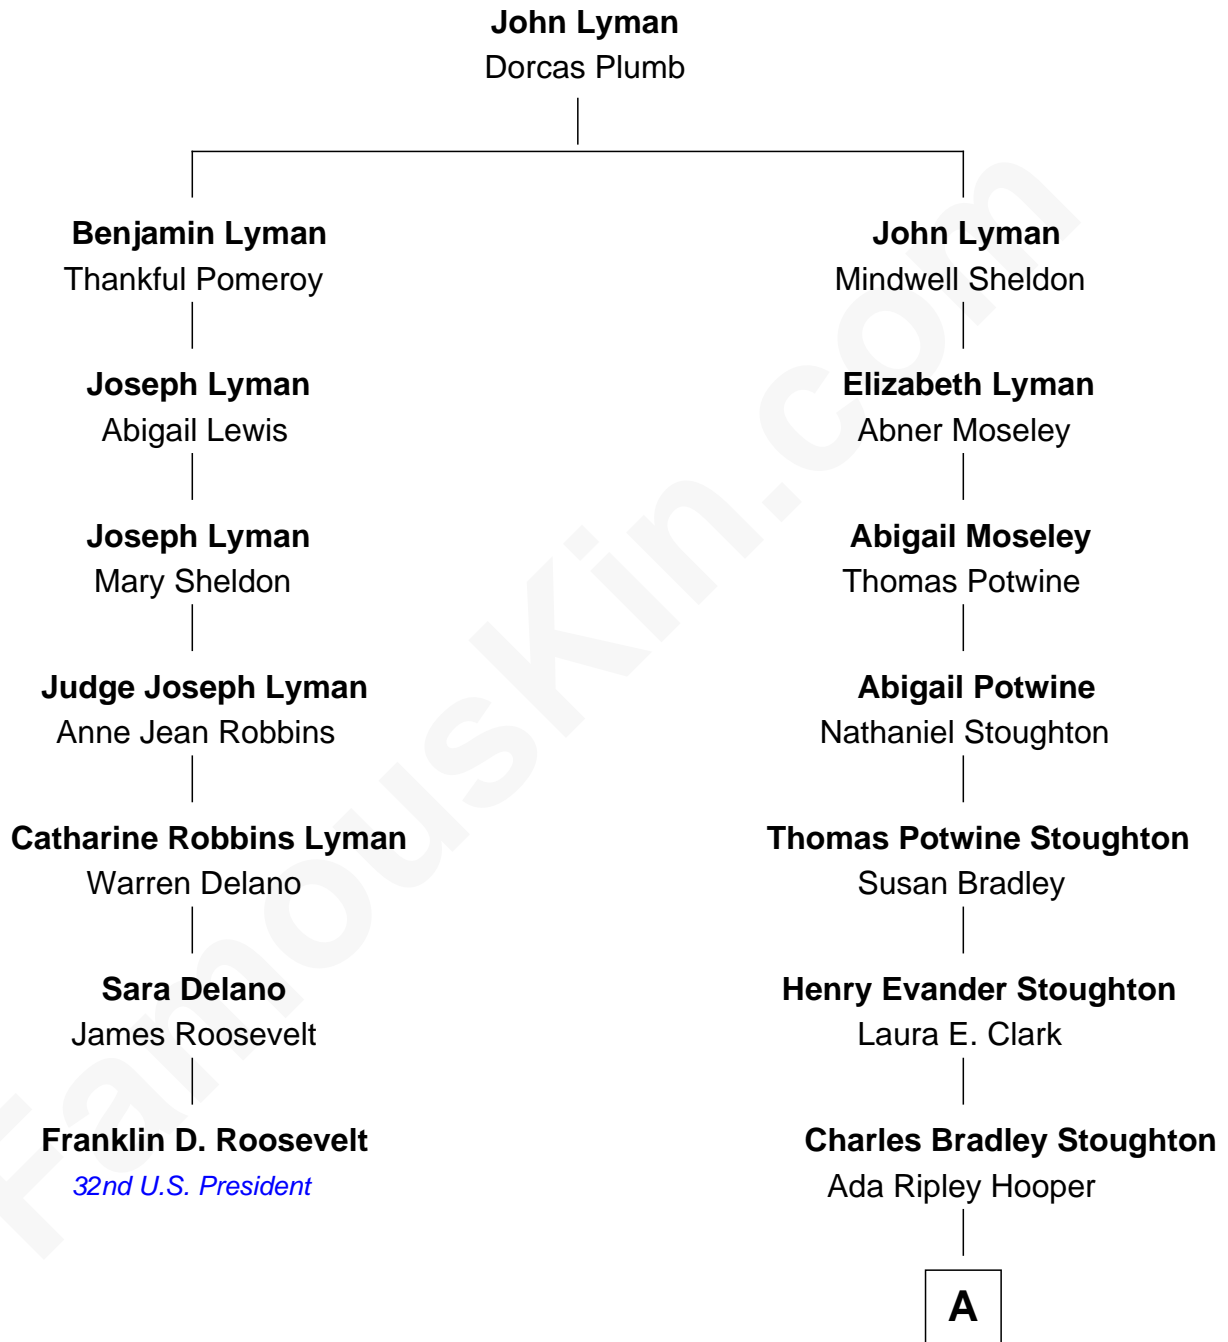 John Lyman
Dorcas Plumb
Benjamin Lyman
Thankful Pomeroy
John Lyman
Mindwell Sheldon
Joseph Lyman
Abigail Lewis
Elizabeth Lyman
Abner Moseley
Joseph Lyman
Mary Sheldon
Abigail Moseley
Thomas Potwine
Judge Joseph Lyman
Anne Jean Robbins
Abigail Potwine
Nathaniel Stoughton
Catharine Robbins Lyman
Warren Delano
Thomas Potwine Stoughton
Susan Bradley
Sara Delano
James Roosevelt
Henry Evander Stoughton
Laura E. Clark
Franklin D. Roosevelt
32nd U.S. President
Charles Bradley Stoughton
Ada Ripley Hooper
A
FamousKin.com